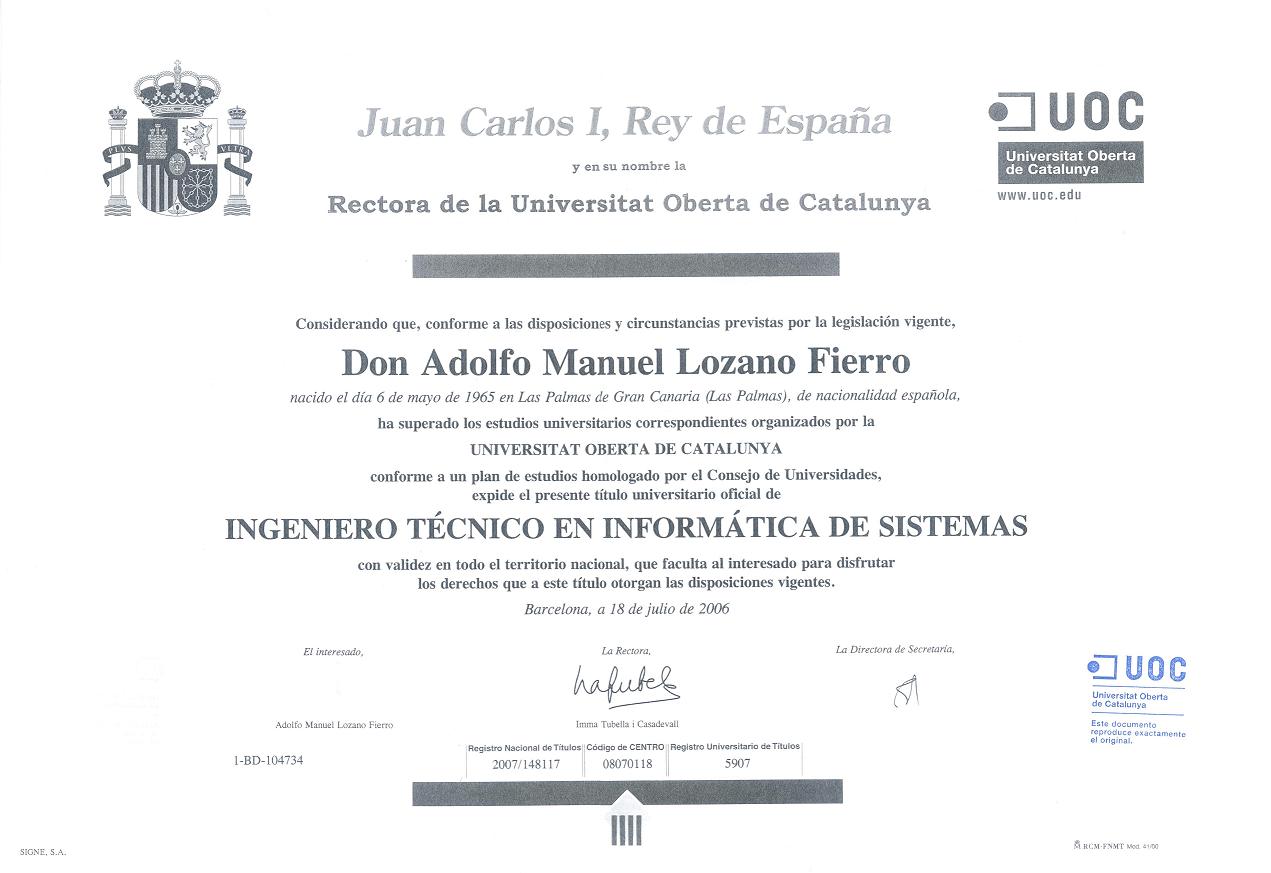 PLVS VLTRA
Juan Carlos I, Rey de España
y en su nombre la
Rectora de la Universitat Oberta de Catalunya
UOC
Universitat Oberta
de Catalunya
www.uoc.edu
Considerando que, conforme a las disposiciones y circunstancias previstas por la legislación vigente,
Don Adolfo Manuel Lozano Fierro
nacido el día 6 de mayo de 1965 en Las Palmas de Gran Canaria (Las Palmas), de nacionalidad española,
ha superado los estudios universitarios correspondientes organizados por la
UNIVERSITAT OBERTA DE CATALUNYA
conforme a un plan de estudios homologado por el Consejo de Universidades,
expide el presente título universitario oficial de
INGENIERO TÉCNICO EN INFORMÁTICA DE SISTEMAS
con validez en todo el territorio nacional, que faculta al interesado para disfrutar
los derechos que a este título otorgan las disposiciones vigentes.
Barcelona, a 18 de julio de 2006
El interesado,
La Rectora,
La Directora de Secretaría,
Adolfo Manuel Lozano Fierro
Imma Tubella i Casadevall
UOC
Universitat Oberta
de Catalunya
Este documento
reproduce exactamente
el original.
1-BD-104734
Registro Nacional de Títulos Código de CENTRO Registro Universitario de Títulos
2007/148117 08070118 5907
SIGNE, S.A.
RCM-FNMT Mod. 41/00